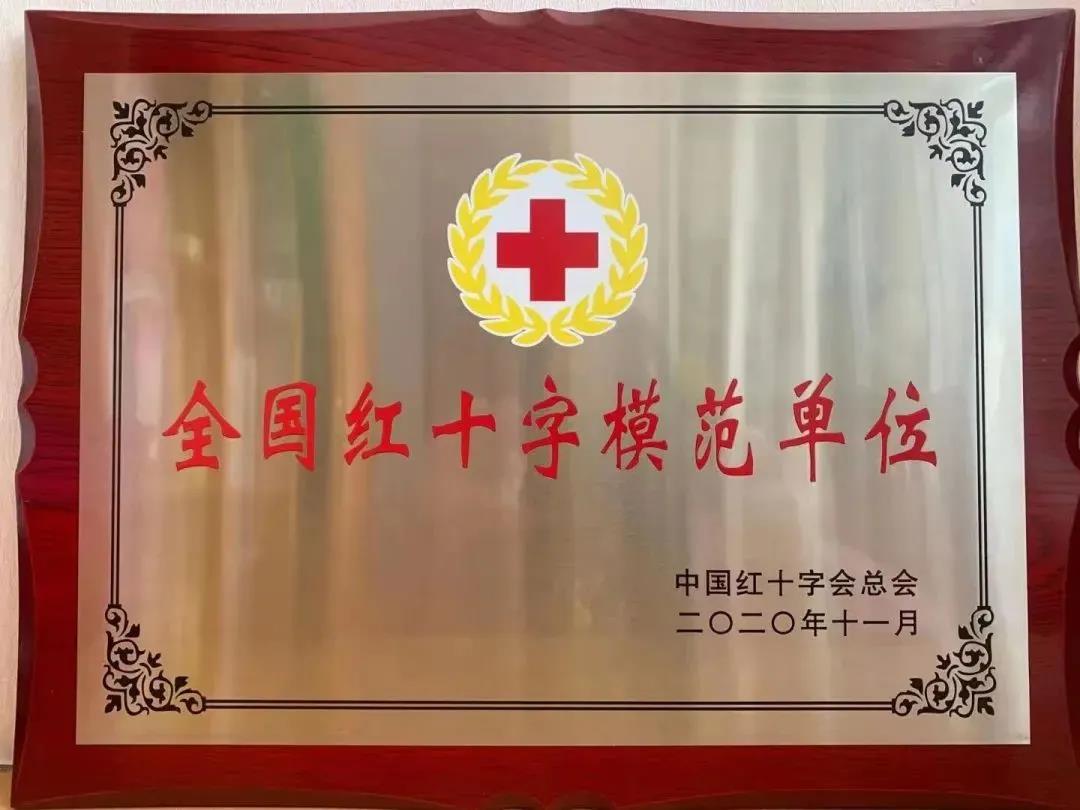 全国红十字模范单位
中国红十字会总会
二〇二〇年十一月